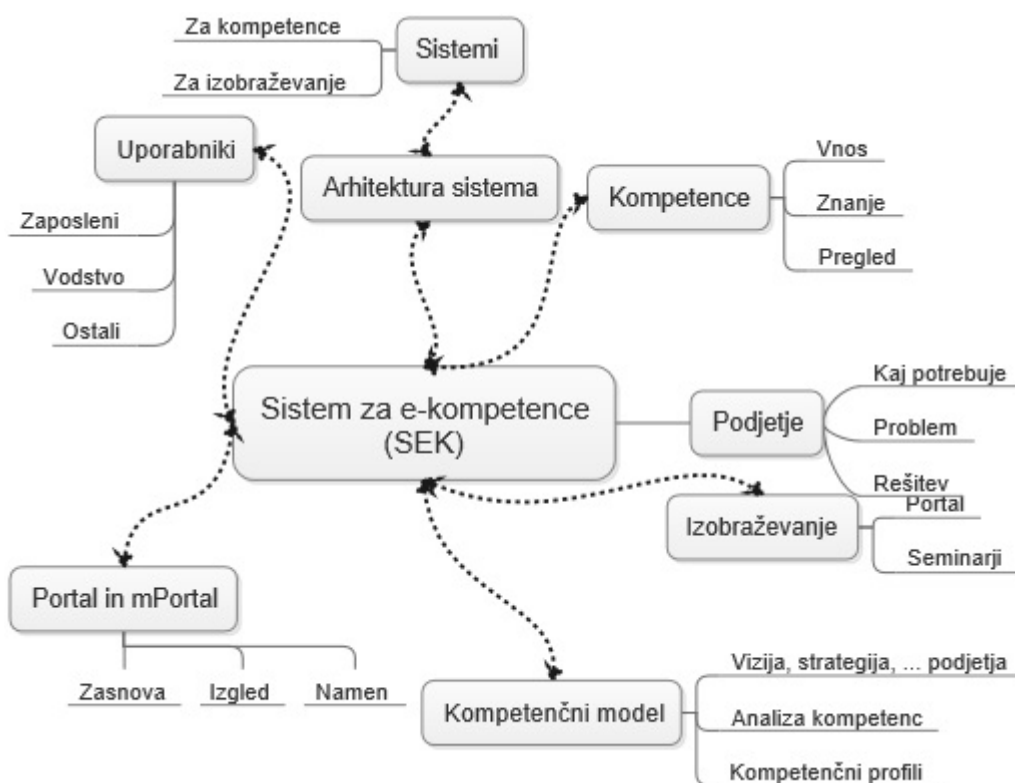 Za kompetence
Sistemi
Za izobraževanje
Uporabniki
Zaposleni
Vodstvo
Ostali
Arhitektura sistema
Kompetence
Vnos
Znanje
Pregled
Sistem za e-kompetence
(SEK)
Podjetje
Kaj potrebuje
Problem
Rešitev
Izobraževanje
Portal
Seminarji
Portal in mPortal
Zasnova
Izgled
Namen
Kompetenčni model
Vizija, strategija, ... podjetja
Analiza kompetenc
Kompetenčni profili